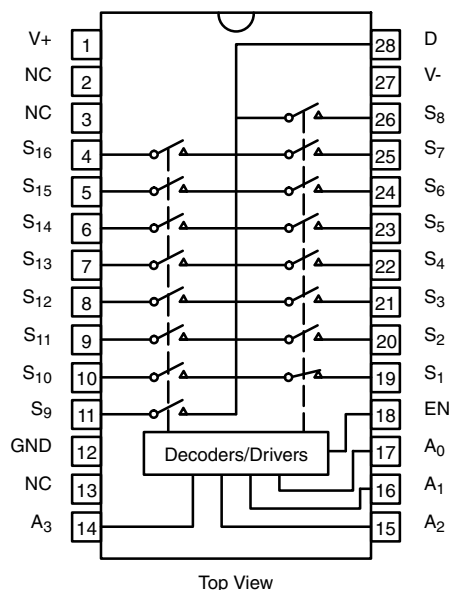 V+ 1 28 D
NC 2 27 V-
NC 3 26 S8
S16 4 25 S7
S15 5 24 S6
S14 6 23 S5
S13 7 22 S4
S12 8 21 S3
S11 9 20 S2
S10 10 19 S1
S9 11 18 EN
GND 12 Decoders/Drivers 17 A0
NC 13 16 A1
A3 14 15 A2
Top View